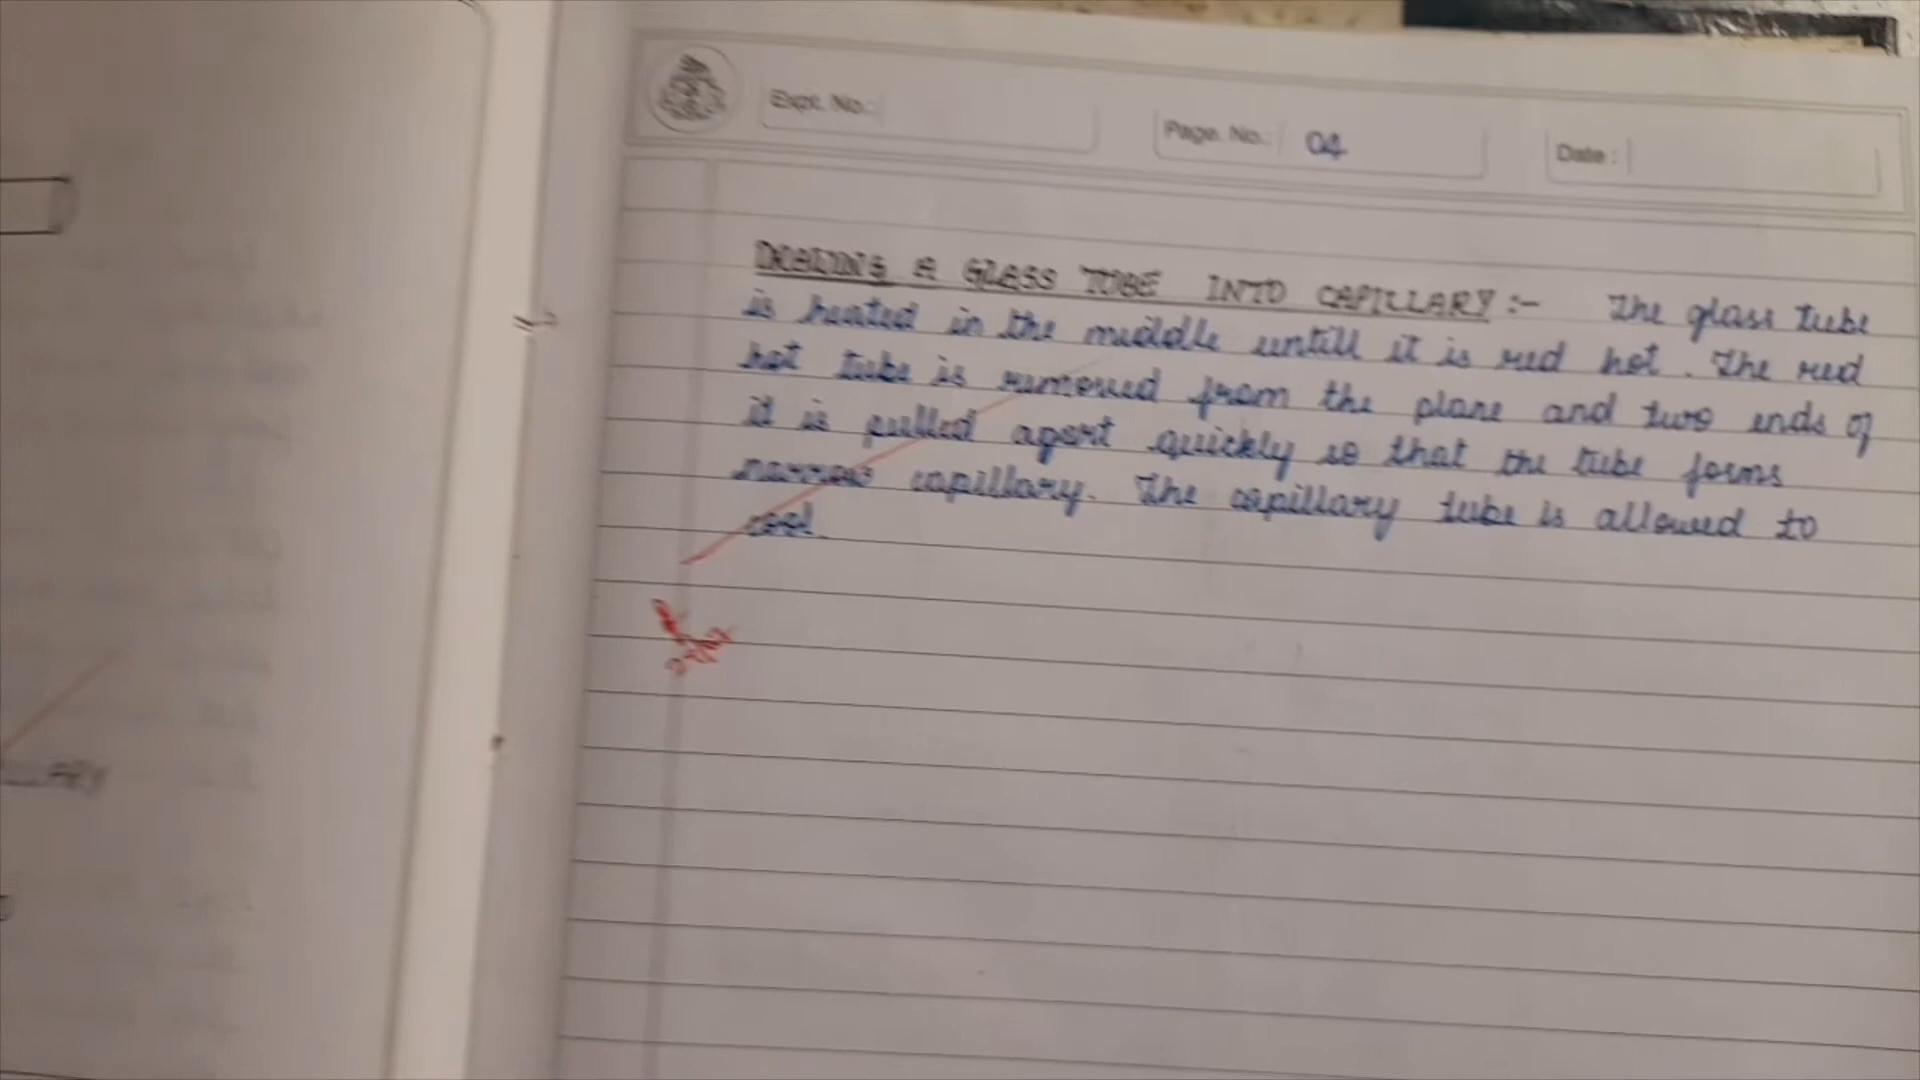 Expt. No.:
Page. No.: 04
Date :
DRAWING A GLASS TUBE INTO CAPILLARY :- The glass tube
is heated in the middle untill it is red hot. The red
hot tube is removed from the plane and two ends of
it is pulled apart quickly so that the tube forms
narrow capillary. The capillary tube is allowed to
cool.
ARY